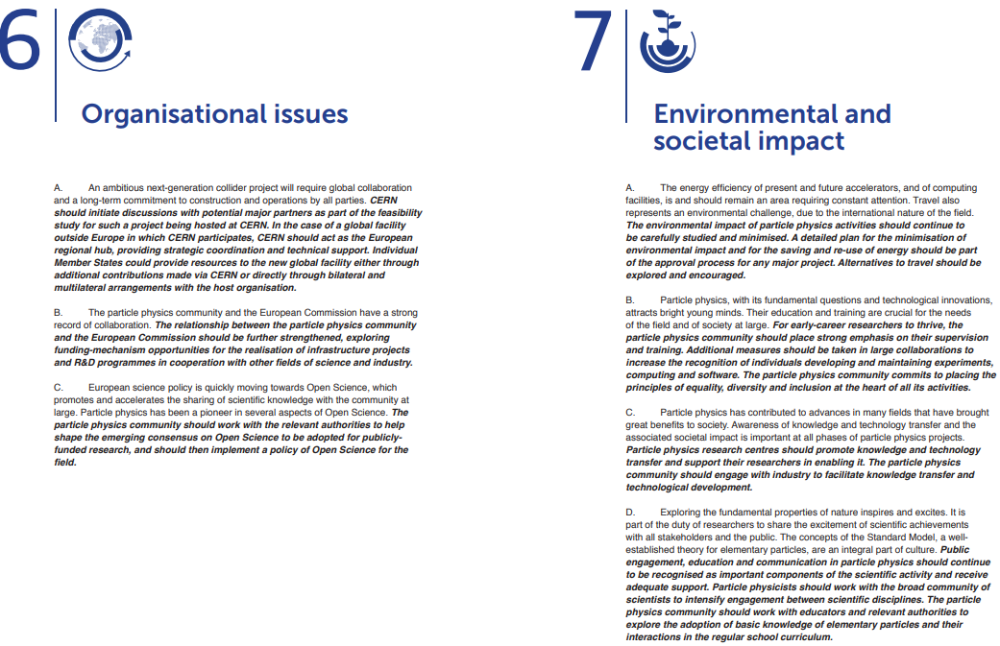 6
Organisational issues
A. An ambitious next-generation collider project will require global collaboration
and a long-term commitment to construction and operations by all parties. CERN
should initiate discussions with potential major partners as part of the feasibility
study for such a project being hosted at CERN. In the case of a global facility
outside Europe in which CERN participates, CERN should act as the European
regional hub, providing strategic coordination and technical support. Individual
Member States could provide resources to the new global facility either through
additional contributions made via CERN or directly through bilateral and
multilateral arrangements with the host organisation.
B. The particle physics community and the European Commission have a strong
record of collaboration. The relationship between the particle physics community
and the European Commission should be further strengthened, exploring
funding-mechanism opportunities for the realisation of infrastructure projects
and R&D programmes in cooperation with other fields of science and industry.
C. European science policy is quickly moving towards Open Science, which
promotes and accelerates the sharing of scientific knowledge with the community at
large. Particle physics has been a pioneer in several aspects of Open Science. The
particle physics community should work with the relevant authorities to help
shape the emerging consensus on Open Science to be adopted for publicly-
funded research, and should then implement a policy of Open Science for the
field.
7
Environmental and
societal impact
A. The energy efficiency of present and future accelerators, and of computing
facilities, is and should remain an area requiring constant attention. Travel also
represents an environmental challenge, due to the international nature of the field.
The environmental impact of particle physics activities should continue to
be carefully studied and minimised. A detailed plan for the minimisation of
environmental impact and for the saving and re-use of energy should be part
of the approval process for any major project. Alternatives to travel should be
explored and encouraged.
B. Particle physics, with its fundamental questions and technological innovations,
attracts bright young minds. Their education and training are crucial for the needs
of the field and of society at large. For early-career researchers to thrive, the
particle physics community should place strong emphasis on their supervision
and training. Additional measures should be taken in large collaborations to
increase the recognition of individuals developing and maintaining experiments,
computing and software. The particle physics community commits to placing the
principles of equality, diversity and inclusion at the heart of all its activities.
C. Particle physics has contributed to advances in many fields that have brought
great benefits to society. Awareness of knowledge and technology transfer and the
associated societal impact is important at all phases of particle physics projects.
Particle physics research centres should promote knowledge and technology
transfer and support their researchers in enabling it. The particle physics
community should engage with industry to facilitate knowledge transfer and
technological development.
D. Exploring the fundamental properties of nature inspires and excites. It is
part of the duty of researchers to share the excitement of scientific achievements
with all stakeholders and the public. The concepts of the Standard Model, a well-
established theory for elementary particles, are an integral part of culture. Public
engagement, education and communication in particle physics should continue
to be recognised as important components of the scientific activity and receive
adequate support. Particle physicists should work with the broad community of
scientists to intensify engagement between scientific disciplines. The particle
physics community should work with educators and relevant authorities to
explore the adoption of basic knowledge of elementary particles and their
interactions in the regular school curriculum.